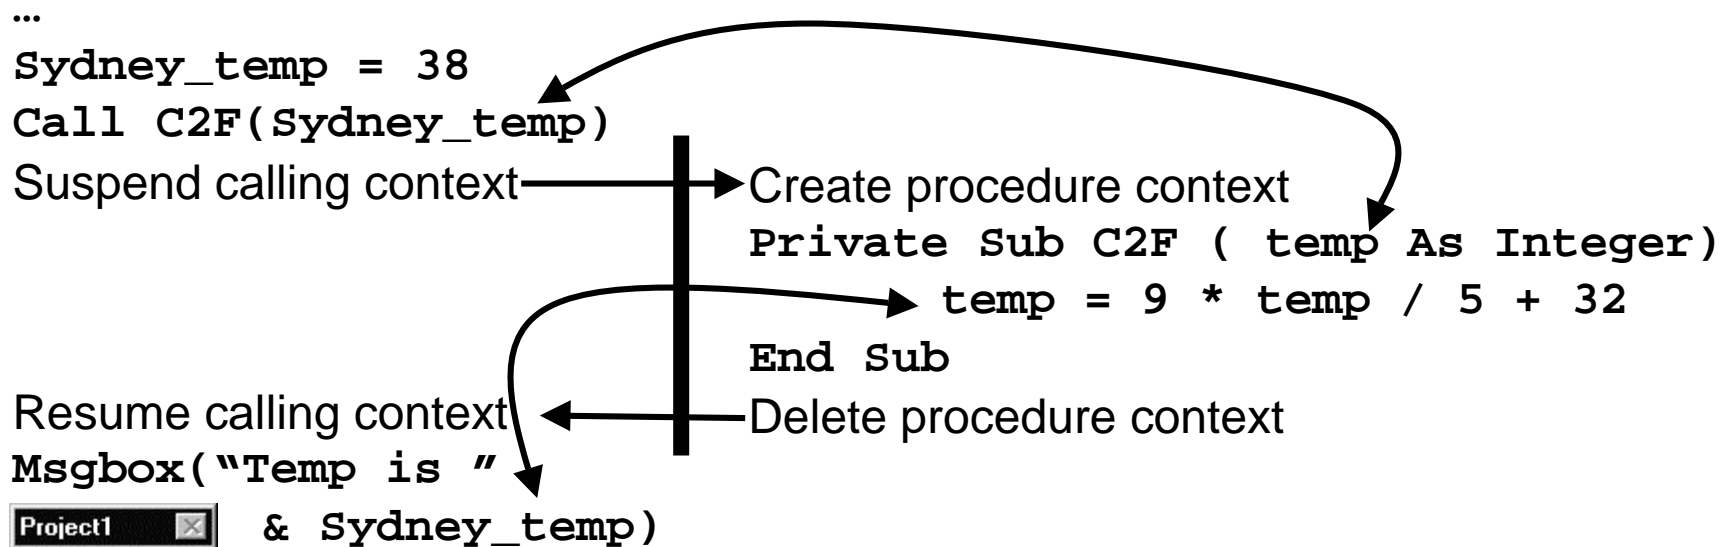 …
Sydney_temp = 38
Call C2F(Sydney_temp)
Suspend calling context
Create procedure context
Private Sub C2F ( temp As Integer)
temp = 9 * temp / 5 + 32
End Sub
Resume calling context
Delete procedure context
Msgbox(“Temp is ”
Project1
& Sydney_temp)